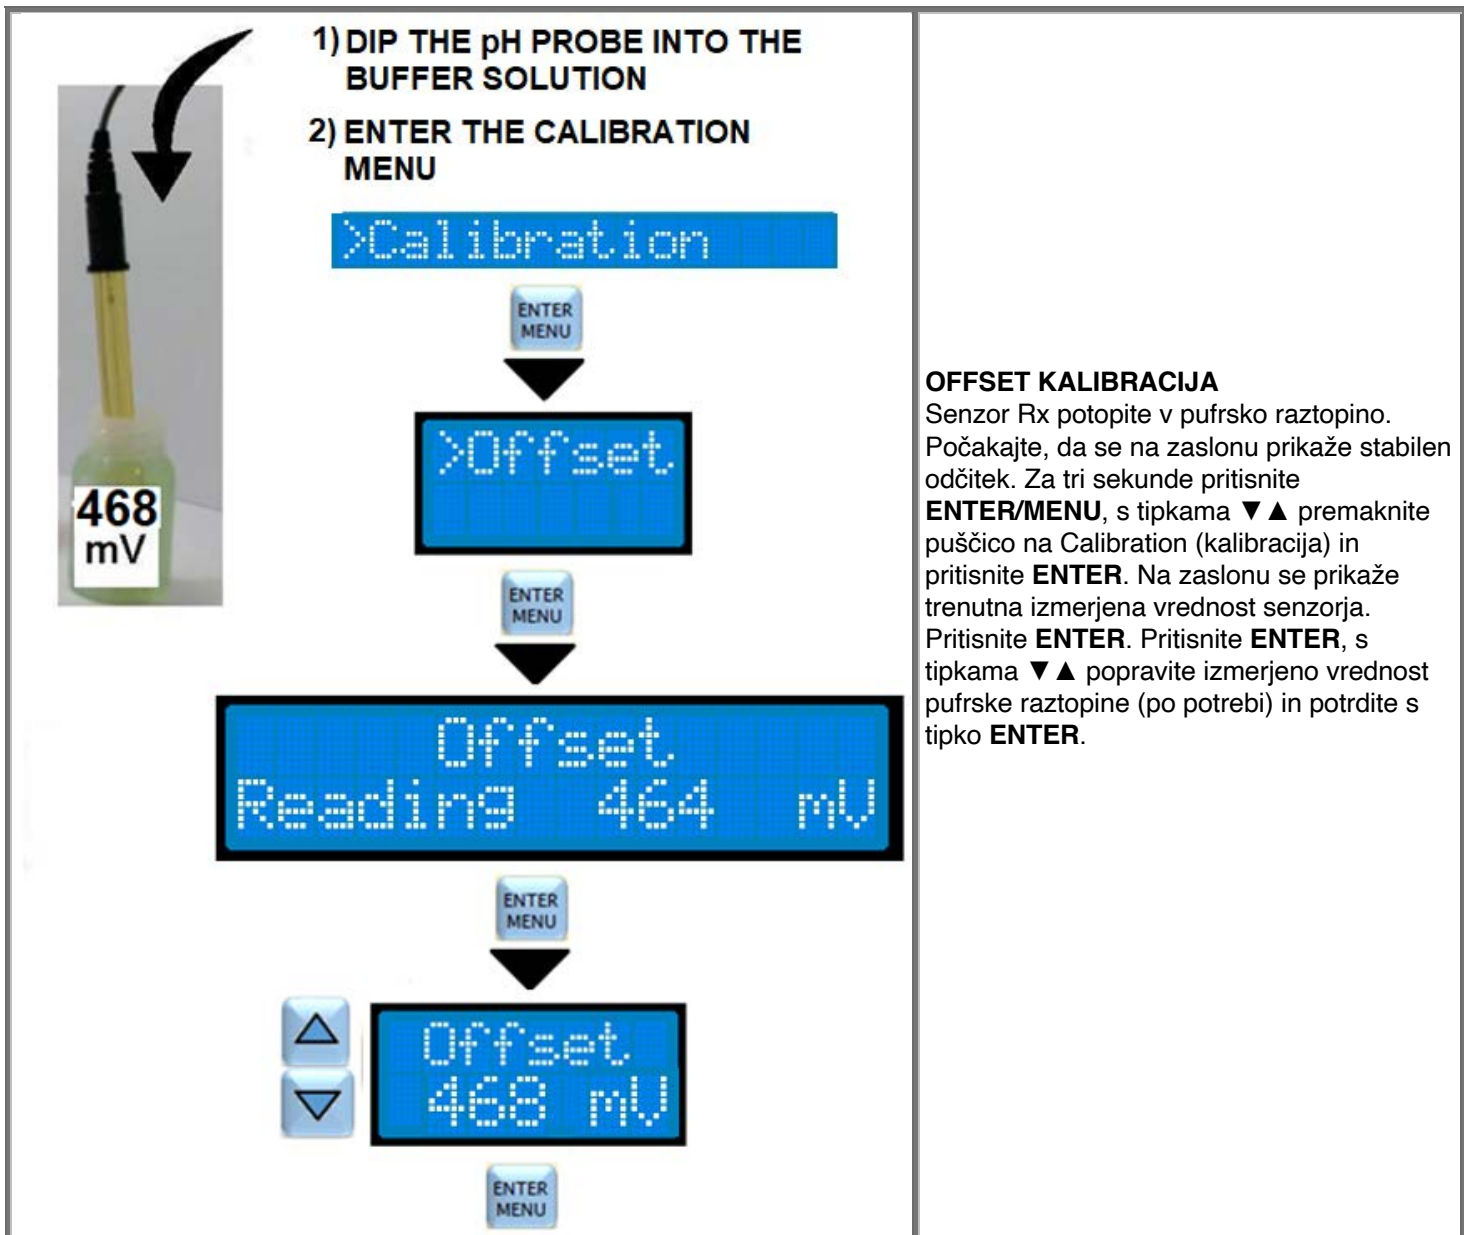 1) DIP THE pH PROBE INTO THE
BUFFER SOLUTION
2) ENTER THE CALIBRATION
MENU
>Calibration
ENTER
MENU
>Offset
468
mV
ENTER
MENU
Offset
Reading 464 mV
ENTER
MENU
Offset
468 mV
ENTER
MENU
OFFSET KALIBRACIJA
Senzor Rx potopite v pufrsko raztopino.
Počakajte, da se na zaslonu prikaže stabilen
odčitek. Za tri sekunde pritisnite
ENTER/MENU, s tipkama ▼▲ premaknite
puščico na Calibration (kalibracija) in
pritisnite ENTER. Na zaslonu se prikaže
trenutna izmerjena vrednost senzorja.
Pritisnite ENTER. Pritisnite ENTER, s
tipkama ▼▲ popravite izmerjeno vrednost
pufrske raztopine (po potrebi) in potrdite s
tipko ENTER.